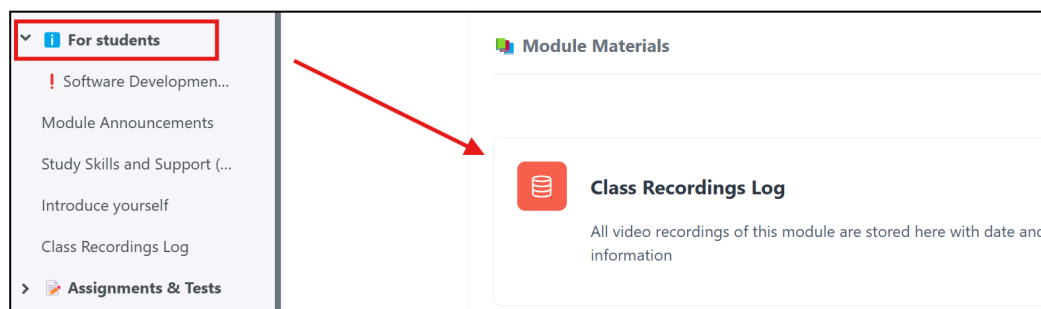 For students
Software Developmen...
Module Announcements
Study Skills and Support (...
Introduce yourself
Class Recordings Log
Assignments & Tests
Module Materials
Class Recordings Log
All video recordings of this module are stored here with date and
information